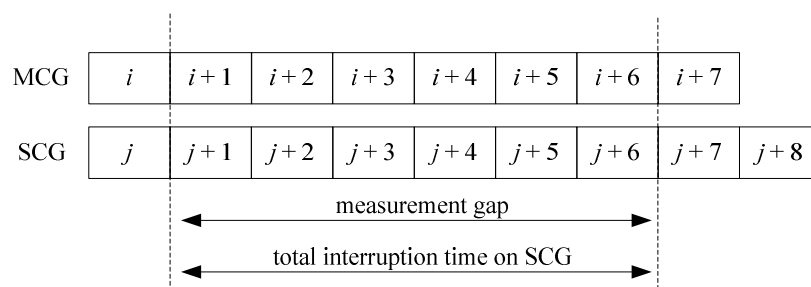 MCG i i + 1 i + 2 i + 3 i + 4 i + 5 i + 6 i + 7
SCG j j + 1 j + 2 j + 3 j + 4 j + 5 j + 6 j + 7 j + 8
measurement gap
total interruption time on SCG